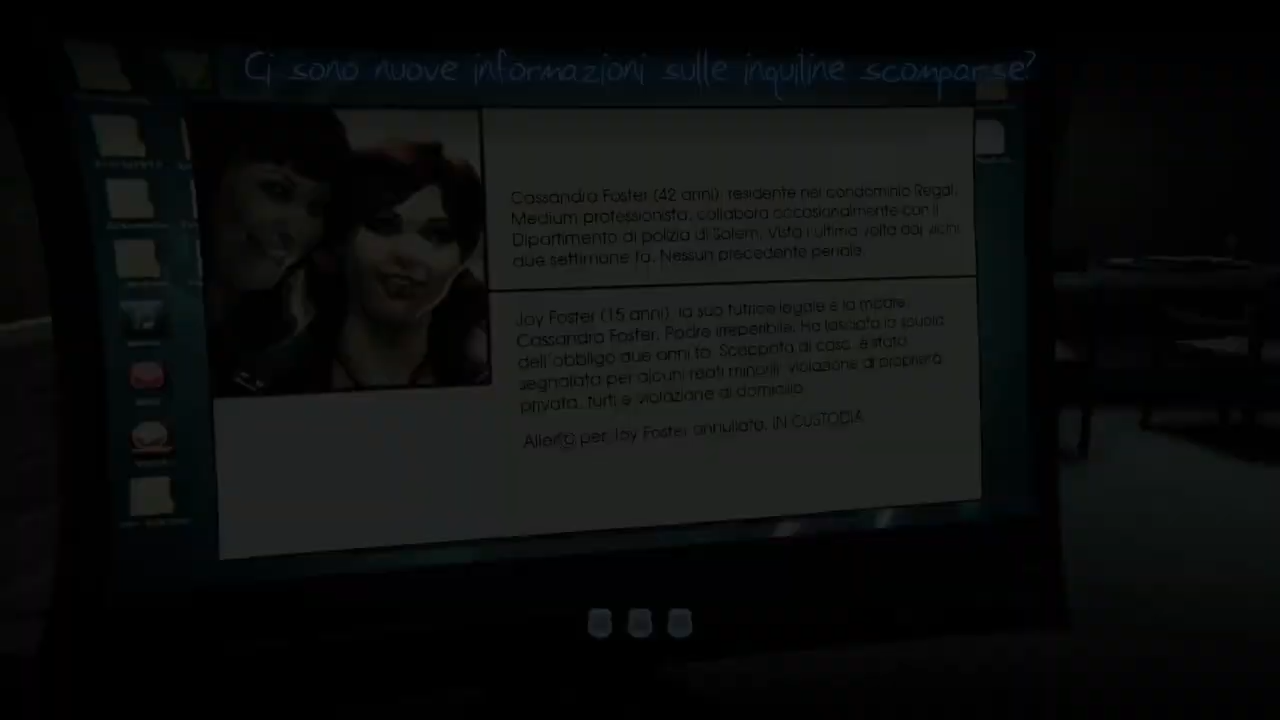 Ci sono nuove informazioni sulle inquiline scomparse?
Cassandra Foster (42 anni), residente nel condominio Regal.
Medium professionista, collabora occasionalmente con il
Dipartimento di polizia di Salem. Vista l'ultima volta dai vicini
due settimane fa. Nessun precedente penale.
Joy Foster (15 anni), la sua tutrice legale è la madre,
Cassandra Foster. Padre irreperibile. Ha lasciato la scuola
dell'obbligo due anni fa. Scappata di casa, è stata
segnalata per alcuni reati minorili: violazione di proprietà
privata, furti e violazione di domicilio.
Allerta per Joy Foster annullata. IN CUSTODIA